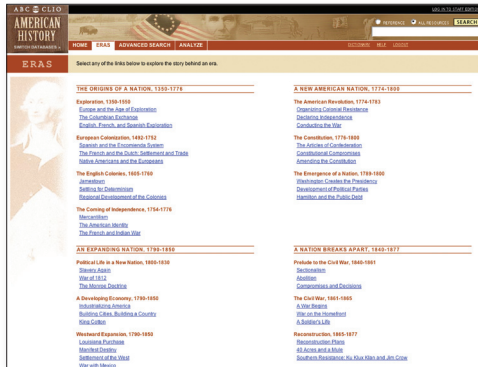 ABC CLIO
AMERICAN
HISTORY
SWITCH DATABASES
LOG IN TO START EDITION
REFERENCE ALL RESOURCES SEARCH
HOME ERAS ADVANCED SEARCH ANALYZE
DICTIONARY HELP LOGOUT
ERAS
Select any of the links below to explore the story behind an era.
THE ORIGINS OF A NATION, 1350-1776
Exploration, 1350-1550
Europe and the Age of Exploration
The Columbian Exchange
English, French, and Spanish Exploration
European Colonization, 1492-1752
Spanish and the Encomienda System
The French and the Dutch: Settlement and Trade
Native Americans and the Europeans
The English Colonies, 1605-1760
Jamestown
Settling for Determinism
Regional Development of the Colonies
The Coming of Independence, 1754-1776
Mercantilism
The American Identity
The French and Indian War
A NEW AMERICAN NATION, 1774-1800
The American Revolution, 1774-1783
Organizing Colonial Resistance
Declaring Independence
Conducting the War
The Constitution, 1776-1800
The Articles of Confederation
Constitutional Compromises
Amending the Constitution
The Emergence of a Nation, 1789-1800
Washington Creates the Presidency
Development of Political Parties
Hamilton and the Public Debt
AN EXPANDING NATION, 1790-1850
Political Life in a New Nation, 1800-1830
Slavery Again
War of 1812
The Monroe Doctrine
A Developing Economy, 1790-1850
Industrializing America
Building Cities, Building a Country
King Cotton
Westward Expansion, 1790-1850
Louisiana Purchase
Manifest Destiny
Settlement of the West
War with Mexico
A NATION BREAKS APART, 1840-1877
Prelude to the Civil War, 1840-1861
Sectionalism
Abolition
Compromises and Decisions
The Civil War, 1861-1865
A War Begins
War on the Homefront
A Soldier's Life
Reconstruction, 1865-1877
Reconstruction Plans
40 Acres and a Mule
Southern Resistance: Ku Klux Klan and Jim Crow